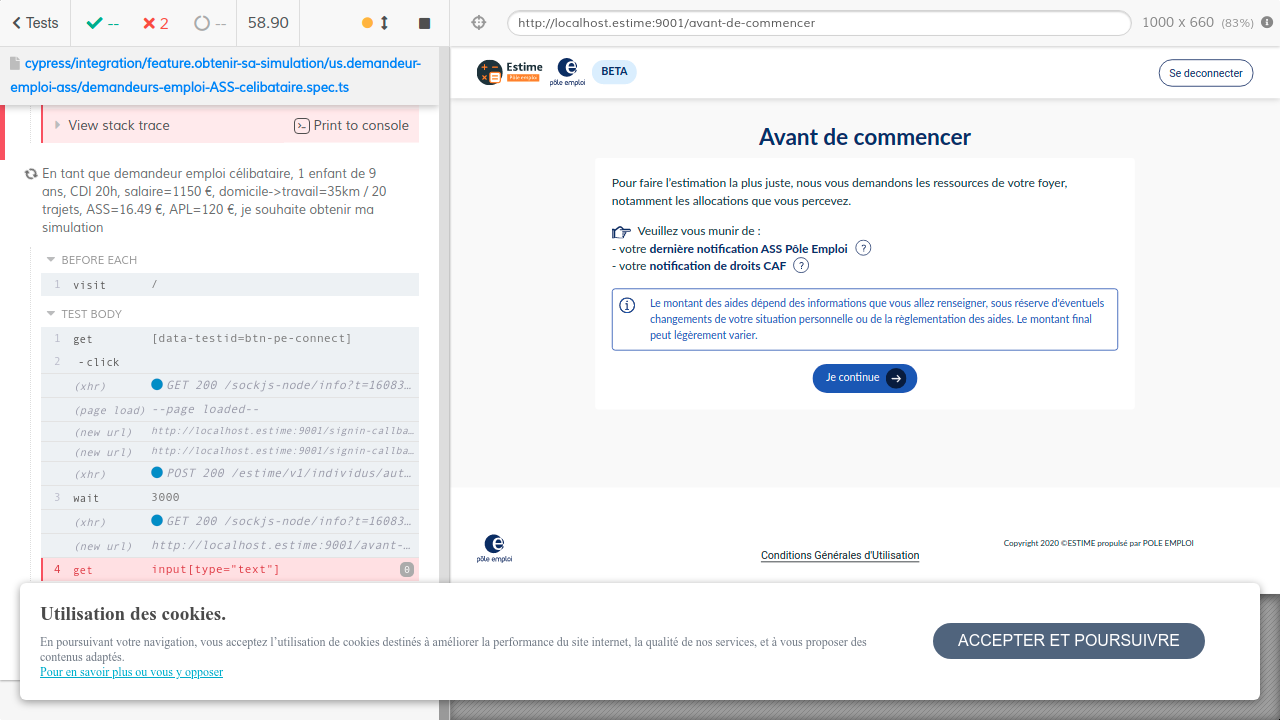 Tests
--
2
--
58.90
http://localhost.estime:9001/avant-de-commencer
1000 x 660 (83%)
cypress/integration/feature.obtenir-sa-simulation/us.demandeur-
emploi-ass/demandeurs-emploi-ASS-celibataire.spec.ts
View stack trace
Print to console
En tant que demandeur emploi célibataire, 1 enfant de 9
ans, CDI 20h, salaire=1150 €, domicile->travail=35km / 20
trajets, ASS=16.49 €, APL=120 €, je souhaite obtenir ma
simulation
BEFORE EACH
1 visit /
TEST BODY
1 get [data-testid=btn-pe-connect]
2 -click
(xhr) GET 200 /sockjs-node/info?t=16083…
(page load) --page loaded--
(new url) http://localhost.estime:9001/signin-callba…
(new url) http://localhost.estime:9001/signin-callba…
(xhr) POST 200 /estime/v1/individus/aut…
3 wait 3000
(xhr) GET 200 /sockjs-node/info?t=16083…
(new url) http://localhost.estime:9001/avant-…
4 get input[type="text"] 0
Estime
Pôle emploi
pôle emploi
BETA
Se deconnecter
Avant de commencer
Pour faire l'estimation la plus juste, nous vous demandons les ressources de votre foyer,
notamment les allocations que vous percevez.
Veuillez vous munir de :
- votre dernière notification ASS Pôle Emploi ?
- votre notification de droits CAF ?
Le montant des aides dépend des informations que vous allez renseigner, sous réserve d'éventuels
changements de votre situation personnelle ou de la règlementation des aides. Le montant final
peut légèrement varier.
Je continue
pôle emploi
Conditions Générales d'Utilisation
Copyright 2020 ©ESTIME propulsé par POLE EMPLOI
Utilisation des cookies.
En poursuivant votre navigation, vous acceptez l’utilisation de cookies destinés à améliorer la performance du site internet, la qualité de nos services, et à vous proposer des
contenus adaptés.
Pour en savoir plus ou vous y opposer
ACCEPTER ET POURSUIVRE